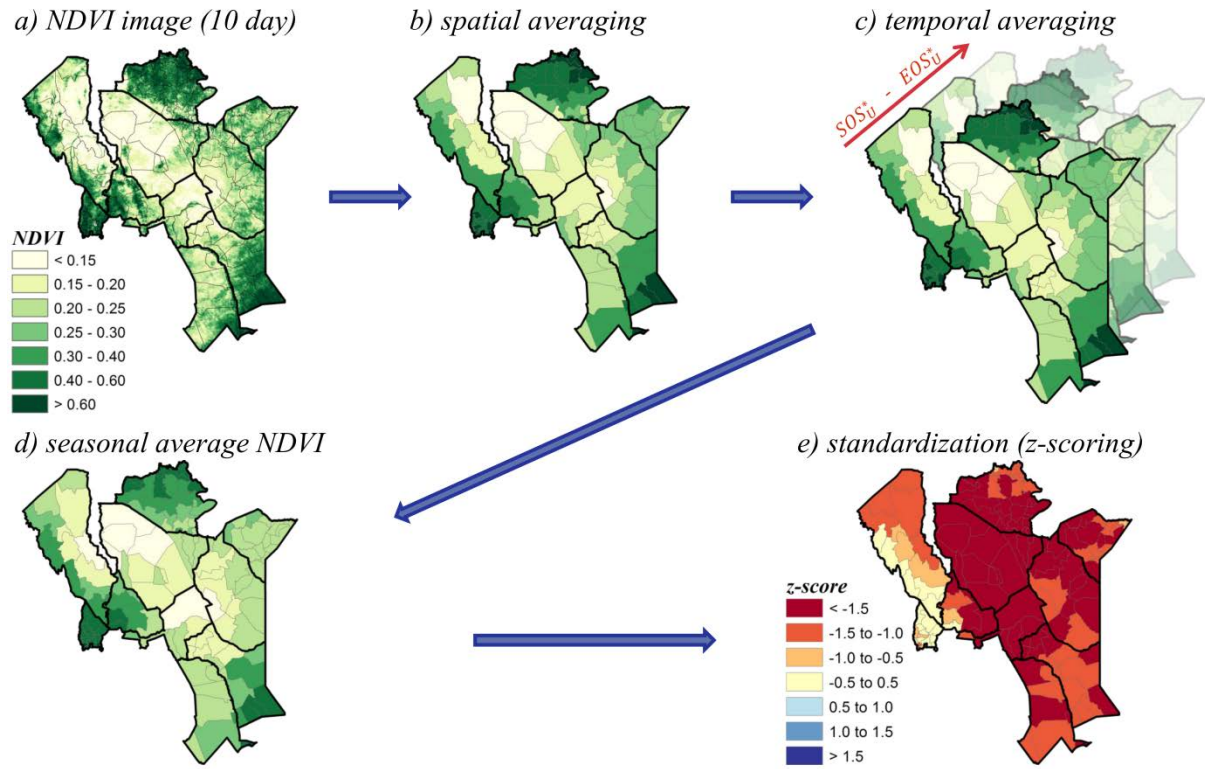 a) NDVI image (10 day)
b) spatial averaging
c) temporal averaging
SOS*U - EOS*U
NDVI
< 0.15
0.15 - 0.20
0.20 - 0.25
0.25 - 0.30
0.30 - 0.40
0.40 - 0.60
> 0.60
d) seasonal average NDVI
e) standardization (z-scoring)
z-score
< -1.5
-1.5 to -1.0
-1.0 to -0.5
-0.5 to 0.5
0.5 to 1.0
1.0 to 1.5
> 1.5